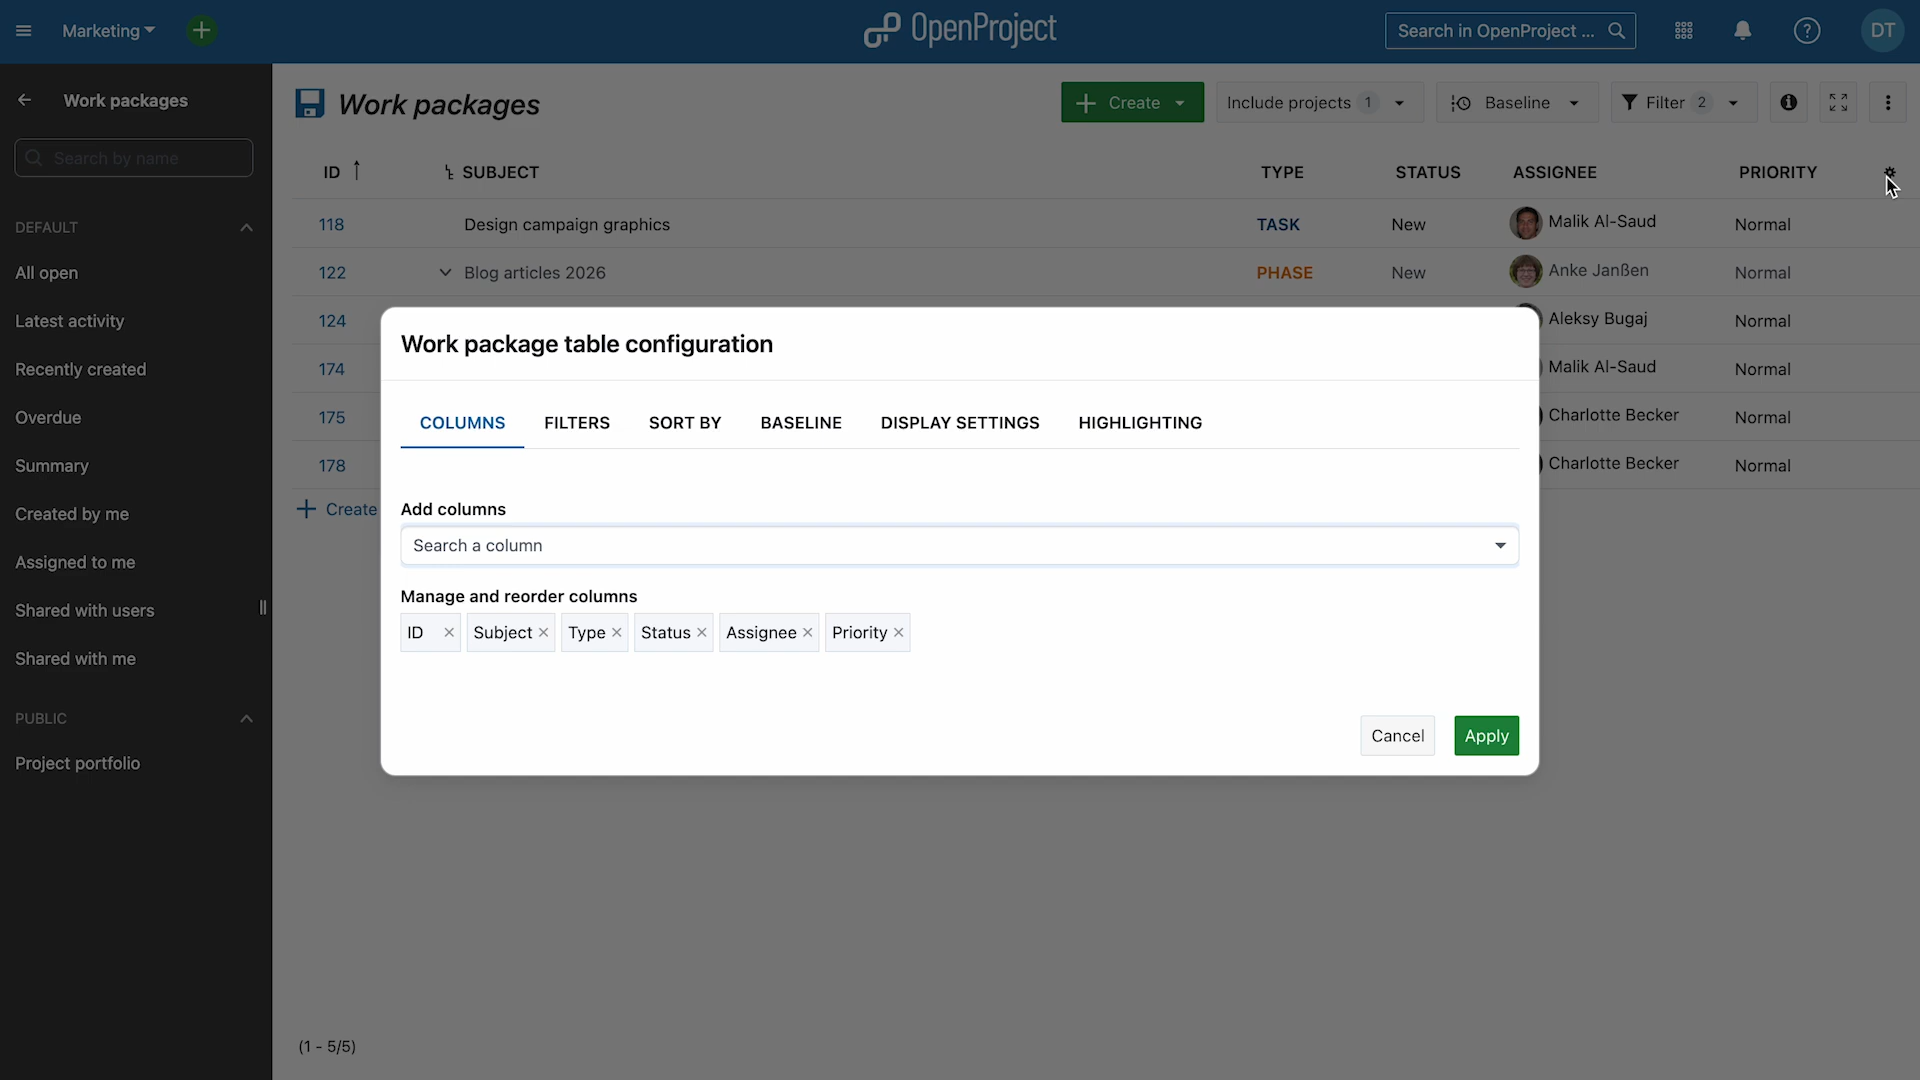 Marketing
OpenProject
Search in OpenProject ...
DT
Work packages
Search by name
DEFAULT
All open
Latest activity
Recently created
Overdue
Summary
Created by me
Assigned to me
Shared with users
Shared with me
PUBLIC
Project portfolio
Work packages
Create
Include projects 1
Baseline
Filter 2
ID SUBJECT TYPE STATUS ASSIGNEE PRIORITY
118 Design campaign graphics TASK New Malik Al-Saud Normal
122 Blog articles 2026 PHASE New Anke Janßen Normal
124 Aleksy Bugaj Normal
174 Malik Al-Saud Normal
175 Charlotte Becker Normal
178 Charlotte Becker Normal
Create
Work package table configuration
COLUMNS FILTERS SORT BY BASELINE DISPLAY SETTINGS HIGHLIGHTING
Add columns
Search a column
Manage and reorder columns
ID Subject Type Status Assignee Priority
Cancel Apply
(1 - 5/5)